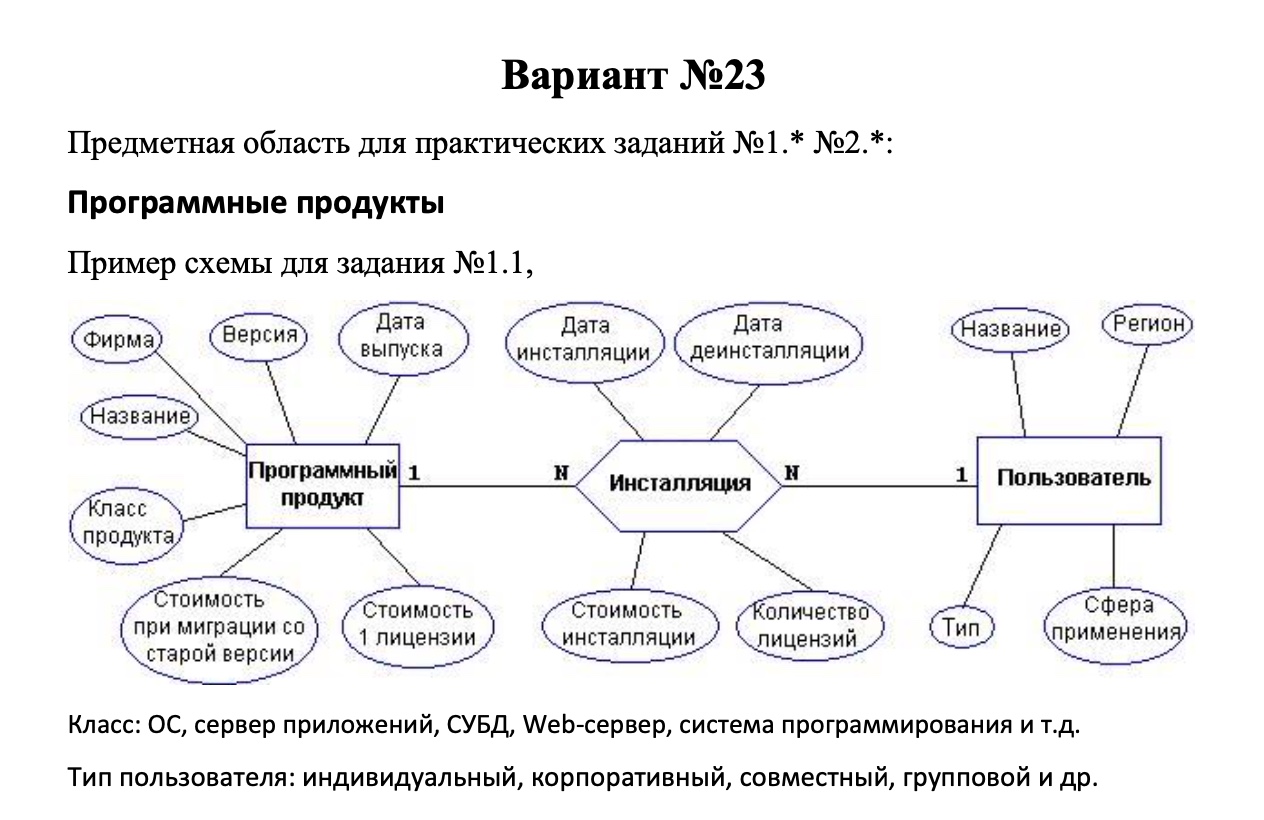 Вариант №23
Предметная область для практических заданий №1.* №2.*:
Программные продукты
Пример схемы для задания №1.1,
Фирма
Версия
Дата
выпуска
Дата
инсталляции
Дата
деинсталляции
Название
Регион
Название
Программный
продукт
1
N
Инсталляция
N
1
Пользователь
Класс
продукта
Стоимость
при миграции со
старой версии
Стоимость
1 лицензии
Стоимость
инсталляции
Количество
лицензий
Тип
Сфера
применения
Класс: ОС, сервер приложений, СУБД, Web-сервер, система программирования и т.д.
Тип пользователя: индивидуальный, корпоративный, совместный, групповой и др.